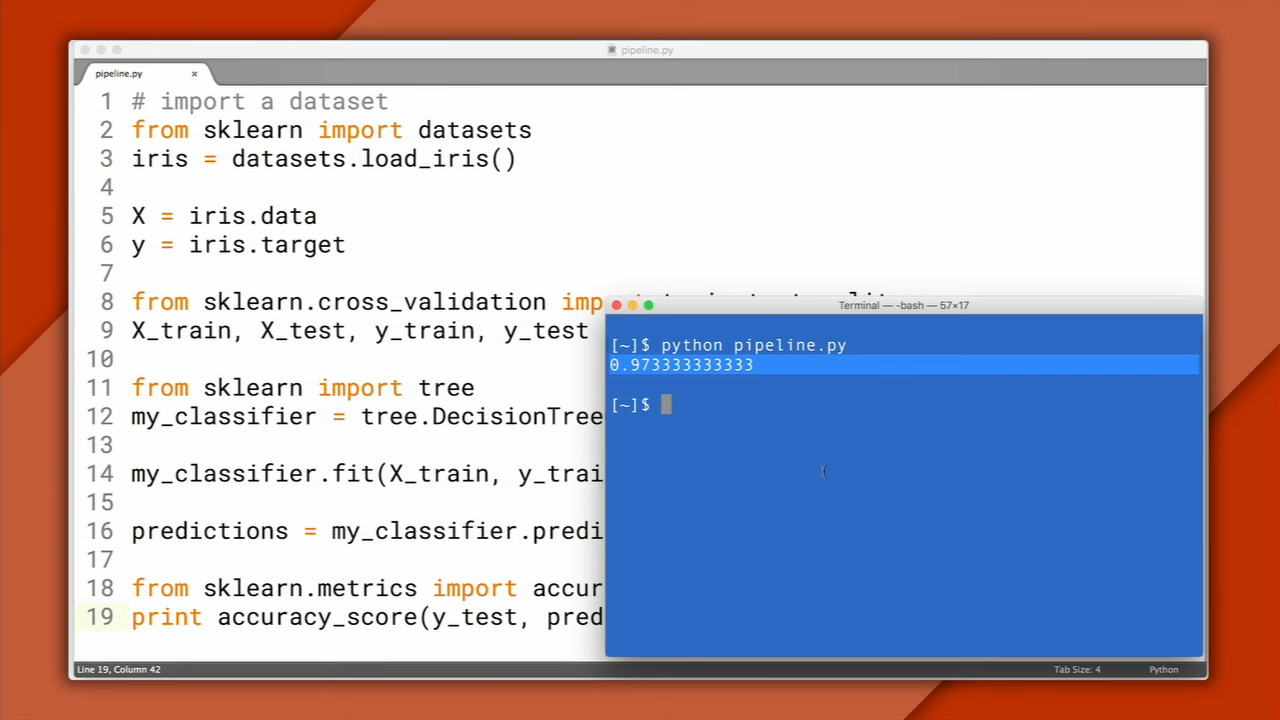 pipeline.py
pipeline.py ×
1 # import a dataset
2 from sklearn import datasets
3 iris = datasets.load_iris()
4
5 X = iris.data
6 y = iris.target
7
8 from sklearn.cross_validation imp
9 X_train, X_test, y_train, y_test
10
11 from sklearn import tree
12 my_classifier = tree.DecisionTree
13
14 my_classifier.fit(X_train, y_trai
15
16 predictions = my_classifier.predi
17
18 from sklearn.metrics import accur
19 print accuracy_score(y_test, pred
Terminal — -bash — 57×17
[~]$ python pipeline.py
0.973333333333
[~]$
Line 19, Column 42
Tab Size: 4
Python